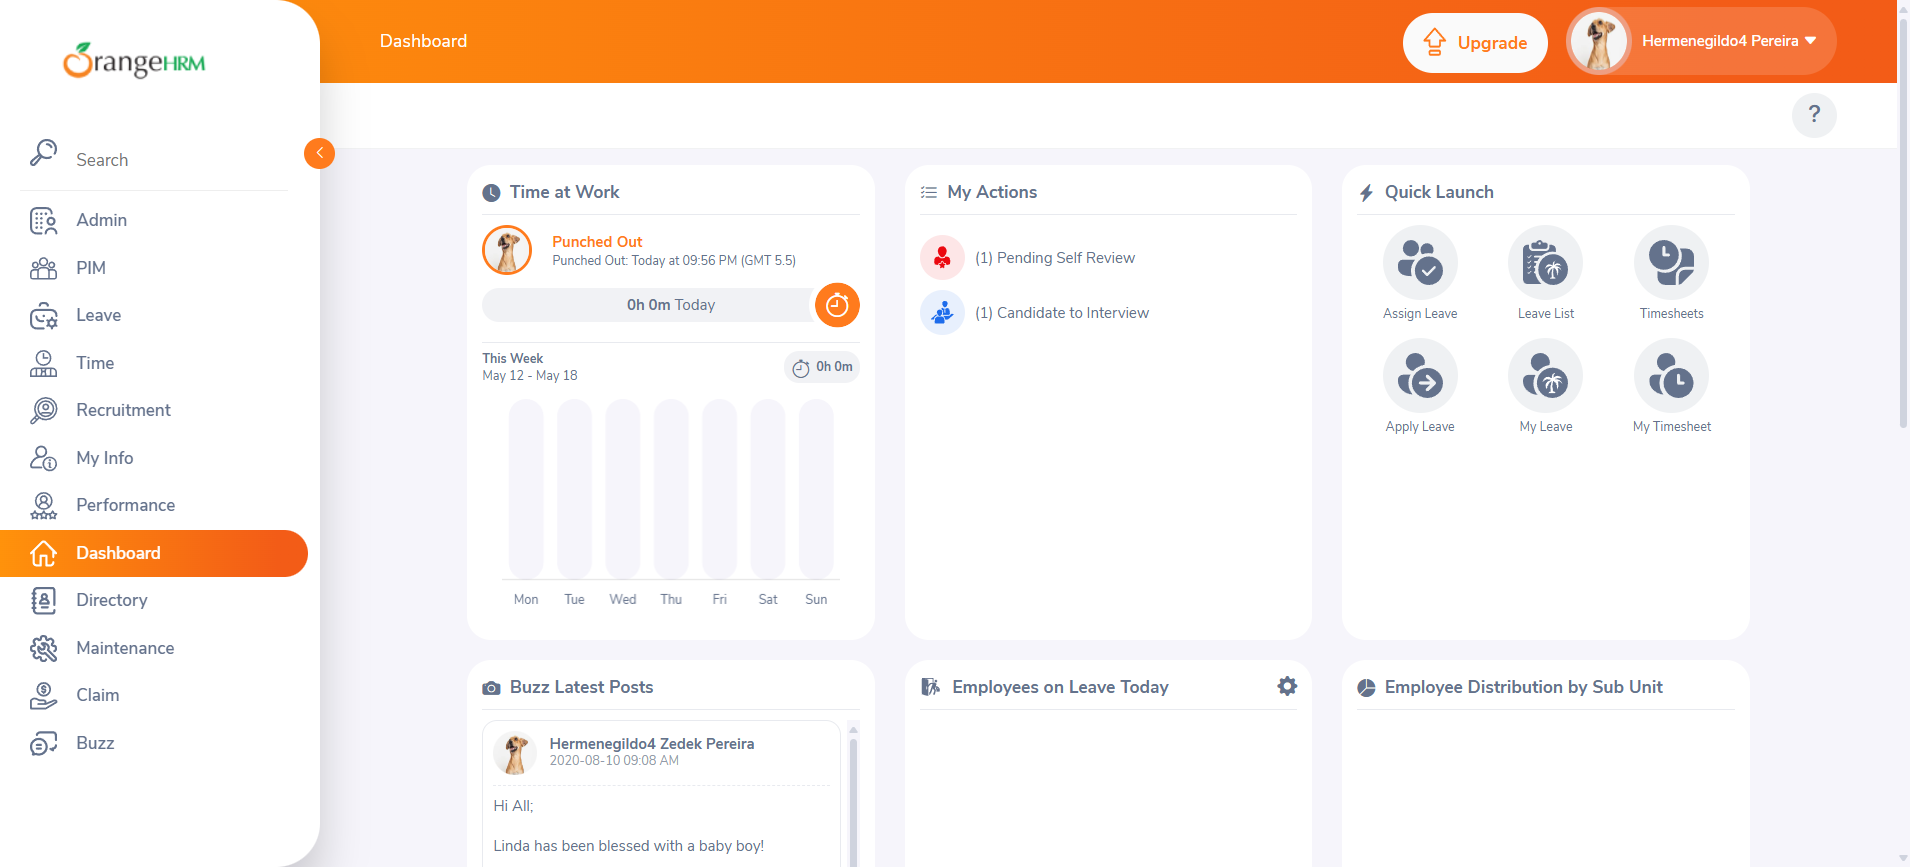 OrangeHRM
Search
Admin
PIM
Leave
Time
Recruitment
My Info
Performance
Dashboard
Directory
Maintenance
Claim
Buzz
Dashboard
Upgrade
Hermenegildo4 Pereira
?
Time at Work
Punched Out
Punched Out: Today at 09:56 PM (GMT 5.5)
0h 0m Today
This Week
May 12 - May 18
0h 0m
Mon Tue Wed Thu Fri Sat Sun
My Actions
(1) Pending Self Review
(1) Candidate to Interview
Quick Launch
Assign Leave Leave List Timesheets
Apply Leave My Leave My Timesheet
Buzz Latest Posts
Hermenegildo4 Zedek Pereira
2020-08-10 09:08 AM
Hi All;
Linda has been blessed with a baby boy!
Employees on Leave Today
Employee Distribution by Sub Unit